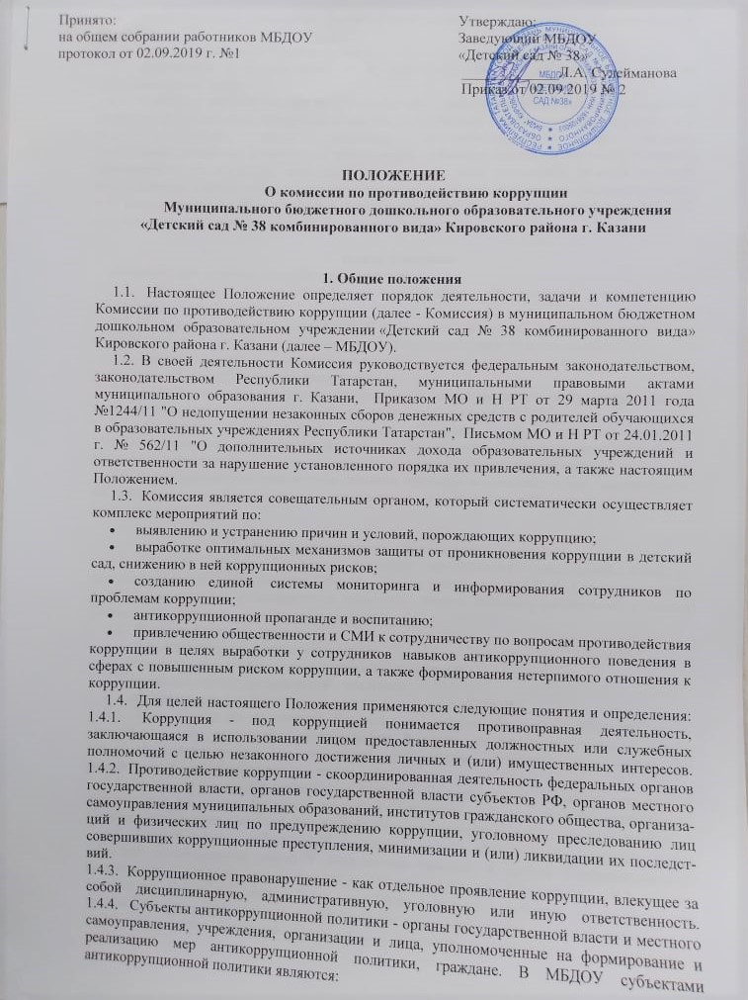 Принято:
на общем собрании работников МБДОУ
протокол от 02.09.2019 г. №1
Утверждаю:
Заведующий МБДОУ
«Детский сад № 38»
Л.А. Сулейманова
Приказ от 02.09.2019 № 2
МБДОУ
САД №38»
ПОЛОЖЕНИЕ
О комиссии по противодействию коррупции
Муниципального бюджетного дошкольного образовательного учреждения
«Детский сад № 38 комбинированного вида» Кировского района г. Казани
1. Общие положения
1.1. Настоящее Положение определяет порядок деятельности, задачи и компетенцию
Комиссии по противодействию коррупции (далее - Комиссия) в муниципальном бюджетном
дошкольном образовательном учреждении «Детский сад № 38 комбинированного вида»
Кировского района г. Казани (далее – МБДОУ).
1.2. В своей деятельности Комиссия руководствуется федеральным законодательством,
законодательством Республики Татарстан, муниципальными правовыми актами
муниципального образования г. Казани, Приказом МО и Н РТ от 29 марта 2011 года
№1244/11 "О недопущении незаконных сборов денежных средств с родителей обучающихся
в образовательных учреждениях Республики Татарстан", Письмом МО и Н РТ от 24.01.2011
г. № 562/11 "О дополнительных источниках дохода образовательных учреждений и
ответственности за нарушение установленного порядка их привлечения, а также настоящим
Положением.
1.3. Комиссия является совещательным органом, который систематически осуществляет
комплекс мероприятий по:
• выявлению и устранению причин и условий, порождающих коррупцию;
• выработке оптимальных механизмов защиты от проникновения коррупции в детский
сад, снижению в ней коррупционных рисков;
• созданию единой системы мониторинга и информирования сотрудников по
проблемам коррупции;
• антикоррупционной пропаганде и воспитанию;
• привлечению общественности и СМИ к сотрудничеству по вопросам противодействия
коррупции в целях выработки у сотрудников навыков антикоррупционного поведения в
сферах с повышенным риском коррупции, а также формирования нетерпимого отношения к
коррупции.
1.4. Для целей настоящего Положения применяются следующие понятия и определения:
1.4.1. Коррупция - под коррупцией понимается противоправная деятельность,
заключающаяся в использовании лицом предоставленных должностных или служебных
полномочий с целью незаконного достижения личных и (или) имущественных интересов.
1.4.2. Противодействие коррупции - скоординированная деятельность федеральных органов
государственной власти, органов государственной власти субъектов РФ, органов местного
самоуправления муниципальных образований, институтов гражданского общества, организа-
ций и физических лиц по предупреждению коррупции, уголовному преследованию лиц
совершивших коррупционные преступления, минимизации и (или) ликвидации их последст-
вий.
1.4.3. Коррупционное правонарушение - как отдельное проявление коррупции, влекущее за
собой дисциплинарную, административную, уголовную или иную ответственность.
1.4.4. Субъекты антикоррупционной политики - органы государственной власти и местного
самоуправления, учреждения, организации и лица, уполномоченные на формирование и
реализацию мер антикоррупционной политики, граждане. В МБДОУ субъектами
антикоррупционной политики являются: